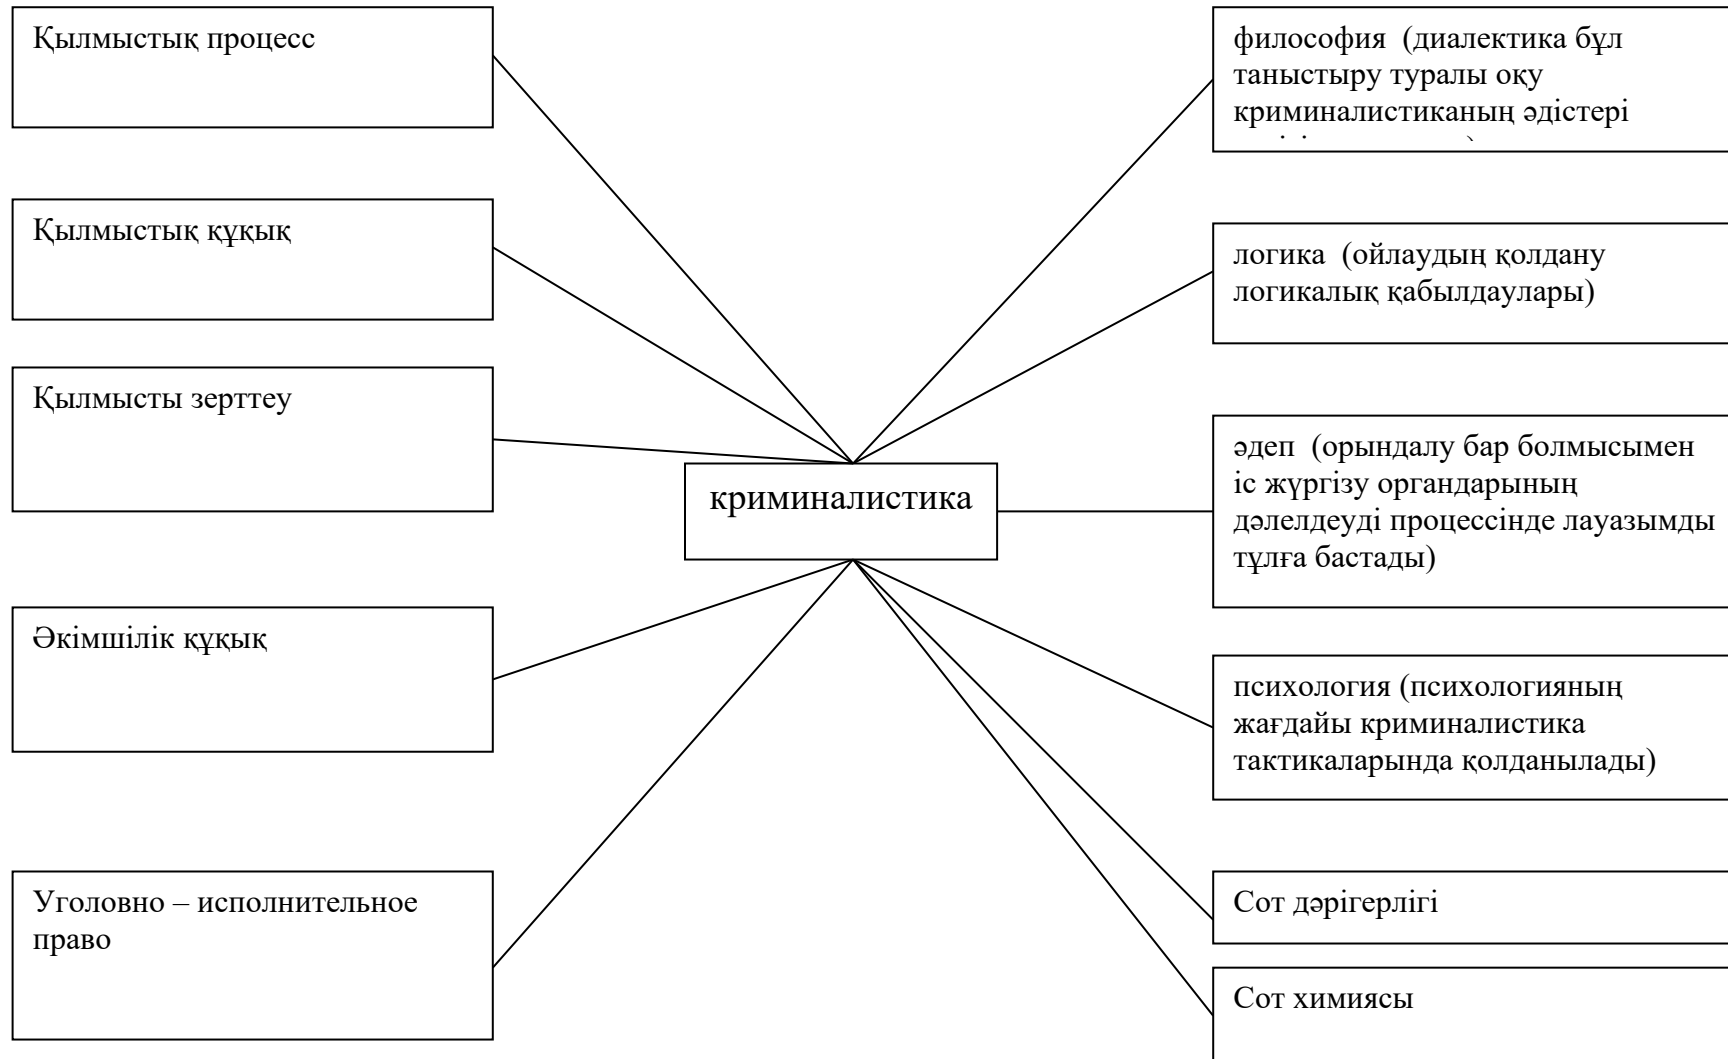 Қылмыстық процесс
Қылмыстық құқық
Қылмысты зерттеу
Әкімшілік құқық
Уголовно – исполнительное
право
криминалистика
философия (диалектика бұл
таныстыру туралы оқу
криминалистиканың әдістері
логика (ойлаудың қолдану
логикалық қабылдаулары)
әдеп (орындалу бар болмысымен
іс жүргізу органдарының
дәлелдеуді процессінде лауазымды
тұлға бастады)
психология (психологияның
жағдайы криминалистика
тактикаларында қолданылады)
Сот дәрігерлігі
Сот химиясы